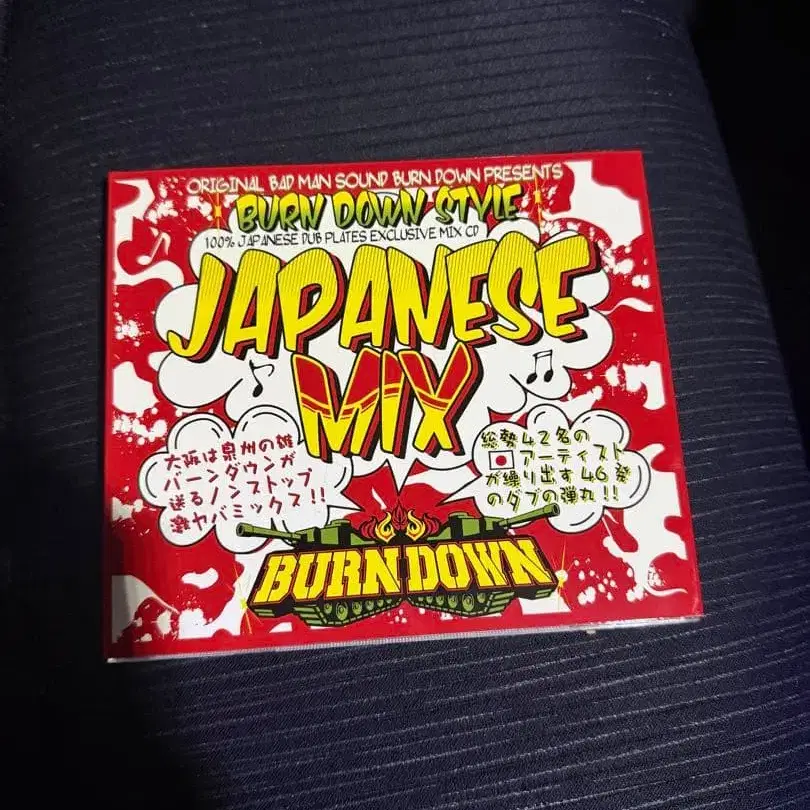 ORIGINAL BAD MAN SOUND BURN DOWN PRESENTS
BURN DOWN STYLE
100% JAPANESE DUB PLATES EXCLUSIVE MIX CD
JAPANESE
MIX
大阪は泉州の雄
バーンダウンが
送るノンストップ
激ヤバミックス!!
総勢42名の
アーティスト
が繰り出す46発
のダブの弾丸!!
BURN DOWN